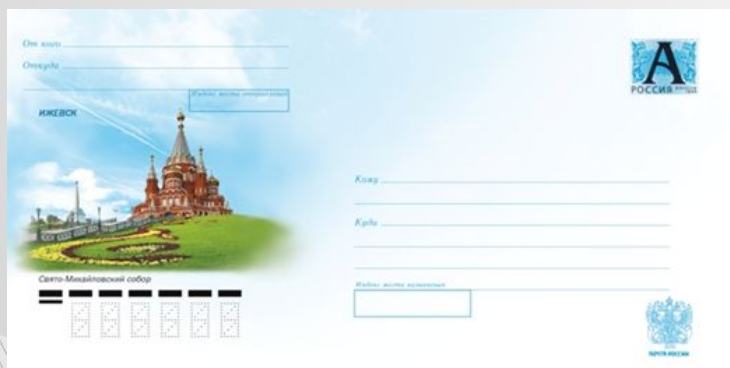 От кого
Откуда
Индекс места отправления
ИЖЕВСК
Свято-Михайловский собор
А
РОССИЯ
Кому
Куда
Индекс места назначения
ПОЧТА РОССИИ